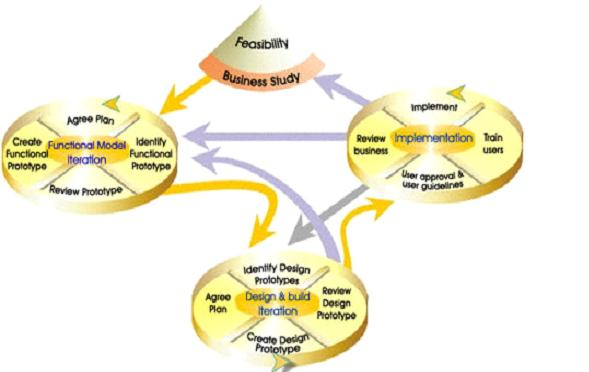 Feasibility
Business Study
Agree Plan
Create
Functional
Prototype
Functional Model
Iteration
Identify
Functional
Prototype
Review Prototype
Implement
Review
business
Implementation
Train
users
User approval &
user guidelines
Identify Design
Prototypes
Agree
Plan
Design & build
Iteration
Review
Design
Prototype
Create Design
Prototype